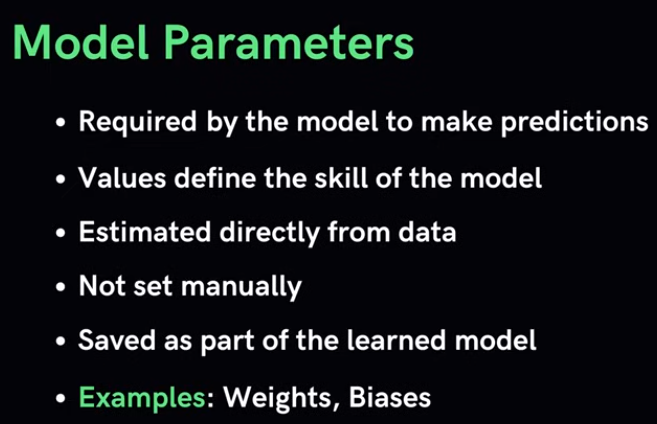 Model Parameters
• Required by the model to make predictions
• Values define the skill of the model
• Estimated directly from data
• Not set manually
• Saved as part of the learned model
• Examples: Weights, Biases